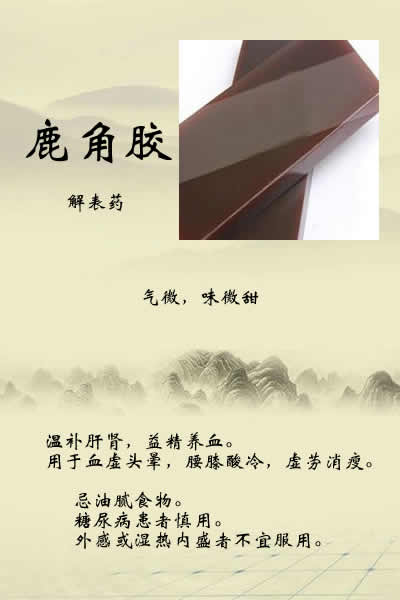 鹿角胶
解表药
气微，味微甜
温补肝肾，益精养血。
用于血虚头晕，腰膝酸冷，虚劳消瘦。
忌油腻食物。
糖尿病患者慎用。
外感或湿热内盛者不宜服用。